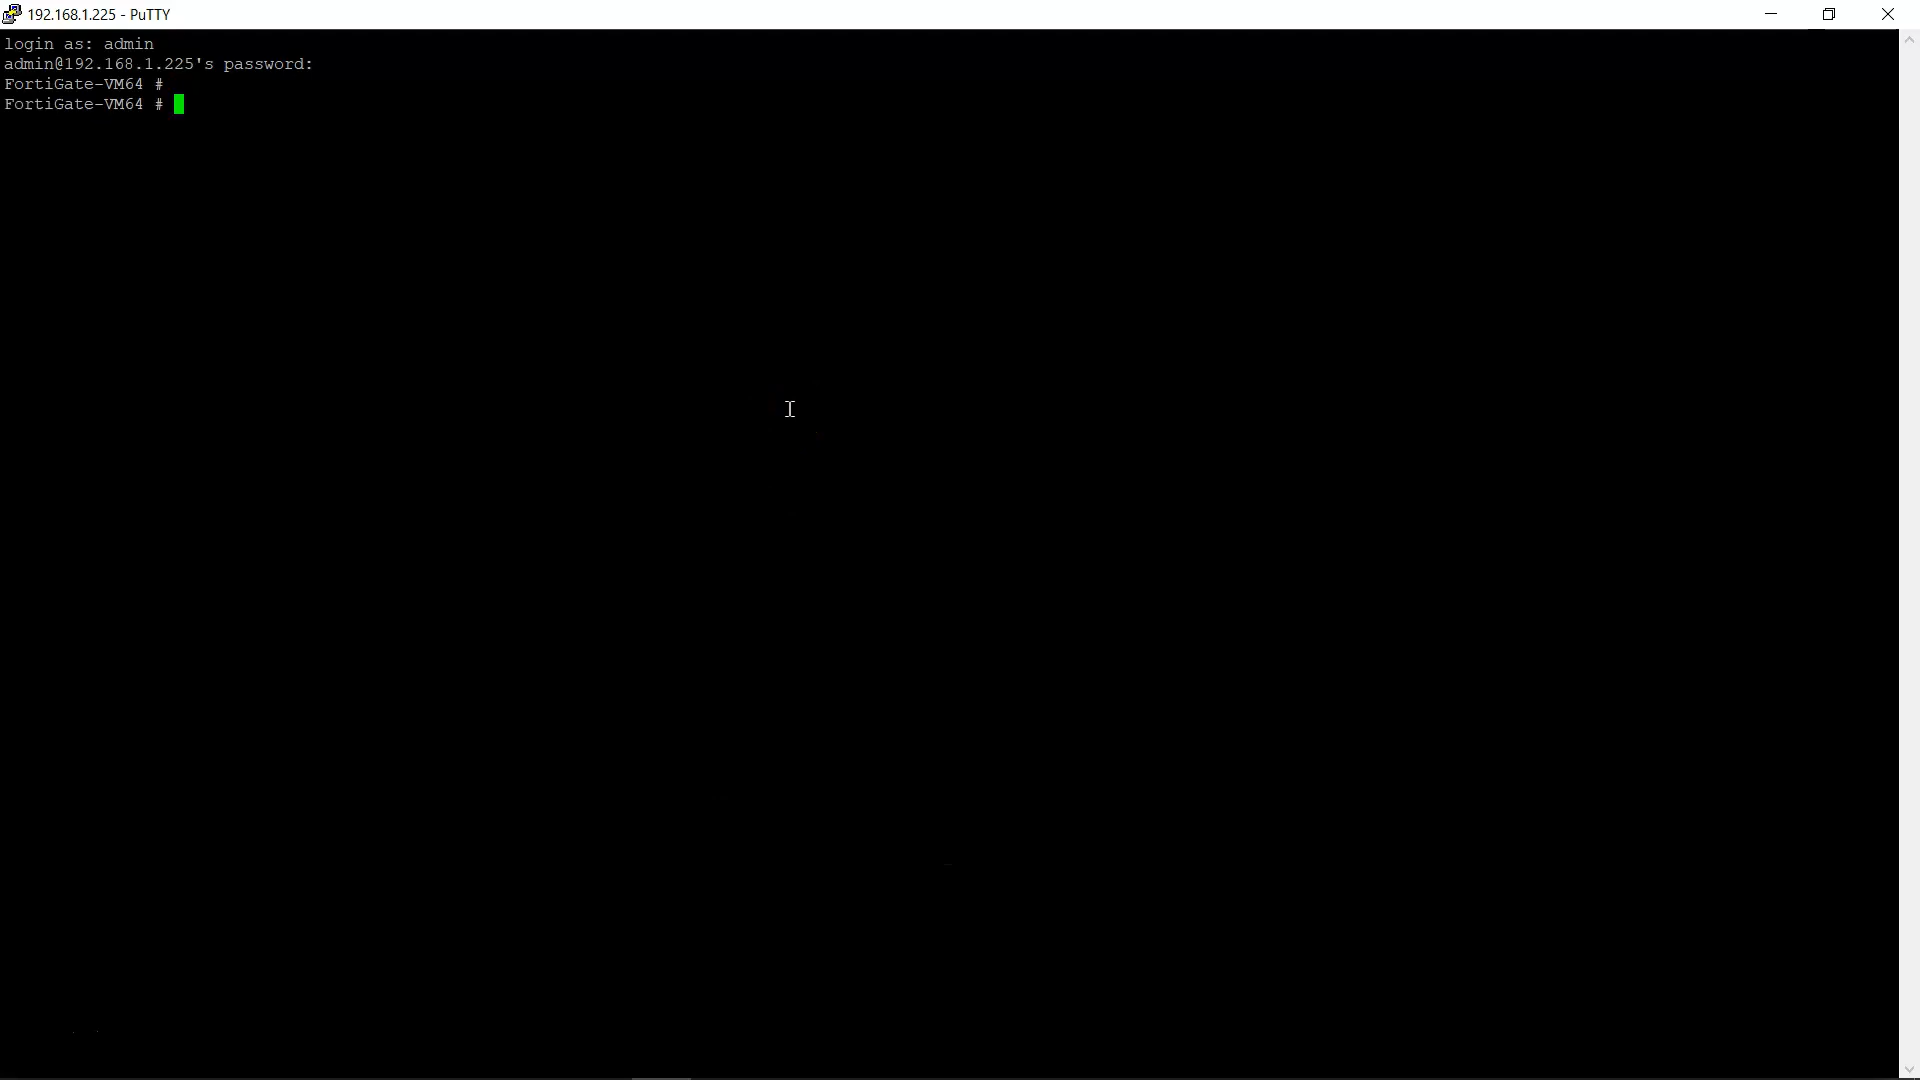 192.168.1.225 - PuTTY
login as: admin
admin@192.168.1.225's password:
FortiGate-VM64 #
FortiGate-VM64 #